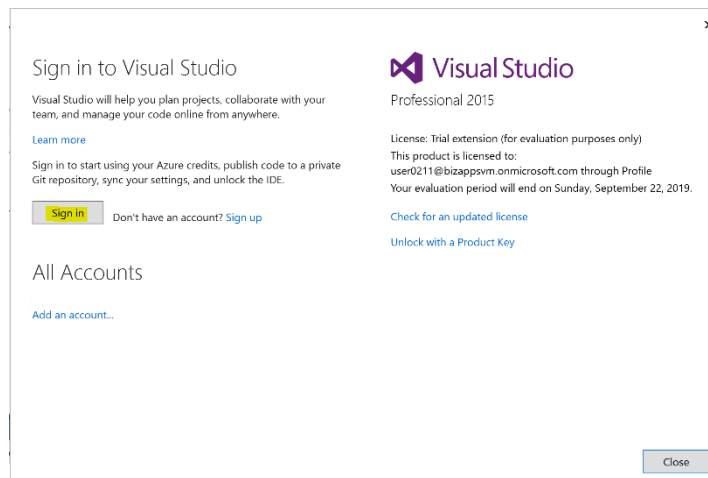 Sign in to Visual Studio
Visual Studio will help you plan projects, collaborate with your
team, and manage your code online from anywhere.
Learn more
Sign in to start using your Azure credits, publish code to a private
Git repository, sync your settings, and unlock the IDE.
Sign in
Don't have an account? Sign up
All Accounts
Add an account...
Visual Studio
Professional 2015
License: Trial extension (for evaluation purposes only)
This product is licensed to:
user0211@bizappsvm.onmicrosoft.com through Profile
Your evaluation period will end on Sunday, September 22, 2019.
Check for an updated license
Unlock with a Product Key
Close